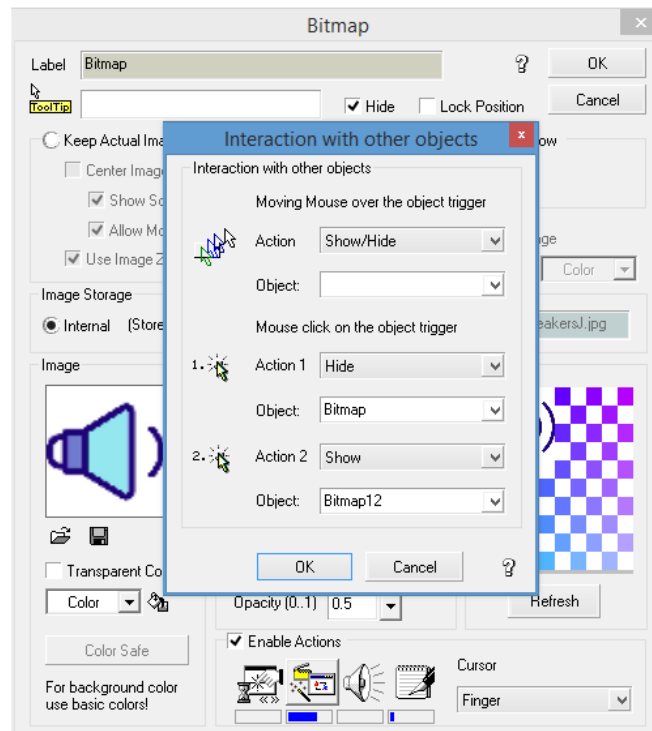 Bitmap
Label Bitmap OK
ToolTip Hide Lock Position Cancel
Keep Actual Ima
Center Imag
Show Sc
Allow Mo
Use Image Z
ow
ge
Color
Image Storage
Internal (Store
eakersJ.jpg
Image
Interaction with other objects
Interaction with other objects
Moving Mouse over the object trigger
Action Show/Hide
Object:
Mouse click on the object trigger
1. Action 1 Hide
Object: Bitmap
2. Action 2 Show
Object: Bitmap12
OK Cancel
Transparent Co
Color
Opacity (0..1) 0.5
Refresh
Color Safe
For background color
use basic colors!
Enable Actions
Cursor
Finger